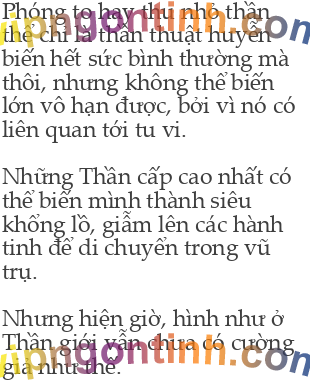 Phóng to hay thu nhỏ thần
thể chỉ là thần thuật huyền
biến hết sức bình thường mà
thôi, nhưng không thể biến
lớn vô hạn được, bởi vì nó có
liên quan tới tu vi.
Những Thần cấp cao nhất có
thể biến mình thành siêu
khổng lồ, giẫm lên các hành
tinh để di chuyển trong vũ
trụ.
Nhưng hiện giờ, hình như ở
Thần giới vẫn chưa có cường
giả như thế.
vipngontinh.com
vipngontinh.com